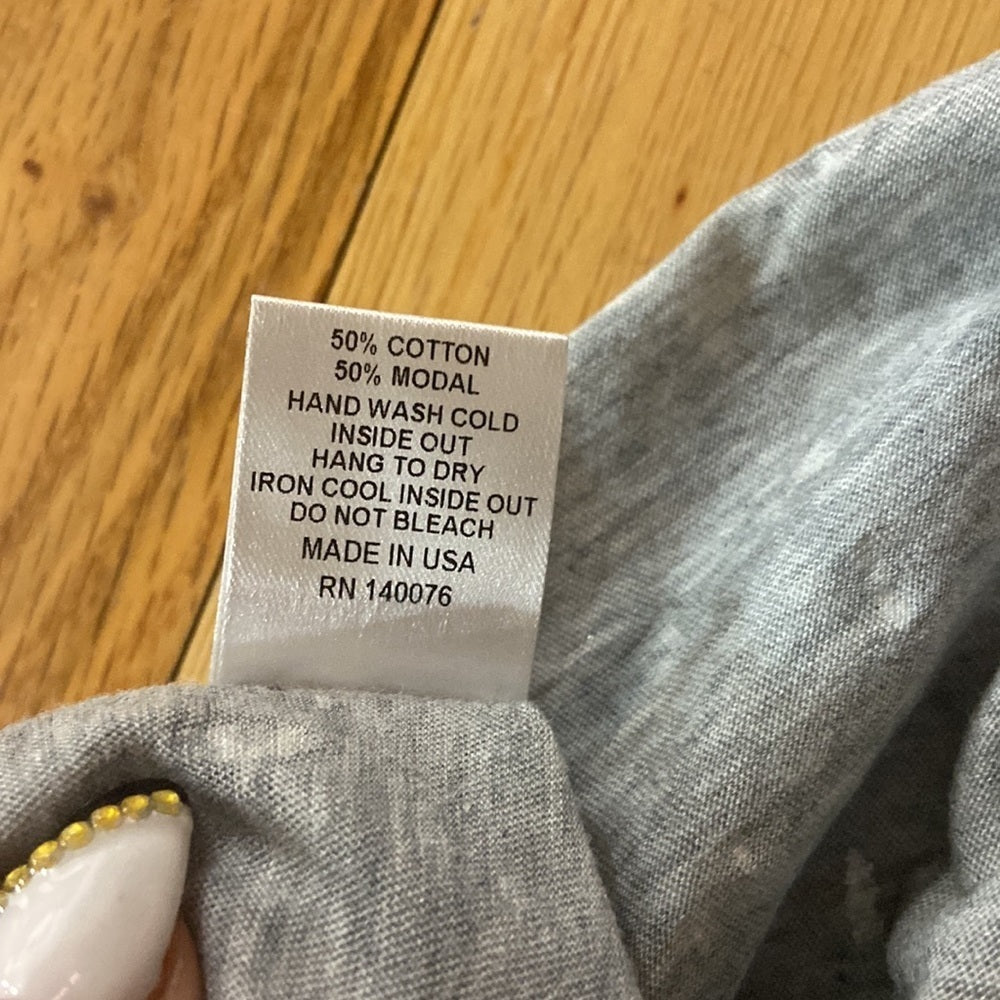 50% COTTON
50% MODAL
HAND WASH COLD
INSIDE OUT
HANG TO DRY
IRON COOL INSIDE OUT
DO NOT BLEACH
MADE IN USA
RN 140076